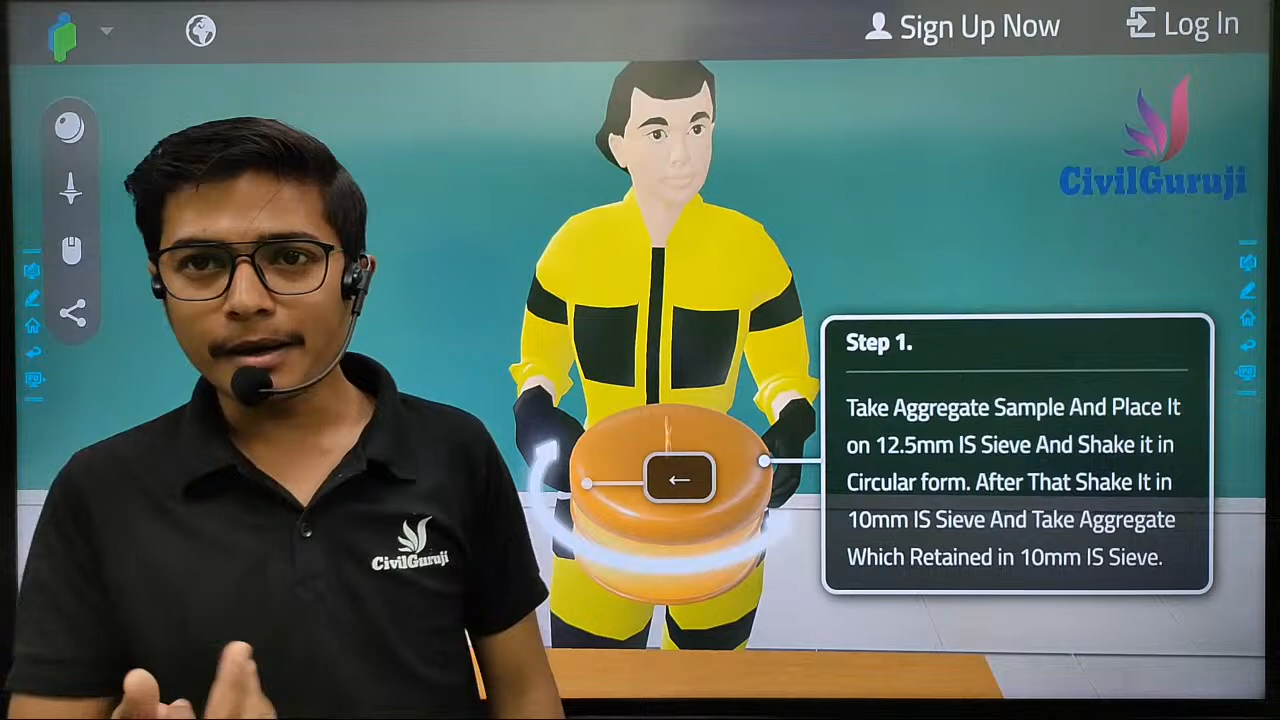 Sign Up Now
Log In
CivilGuruji
Step 1.
Take Aggregate Sample And Place It
on 12.5mm IS Sieve And Shake it in
Circular form. After That Shake It in
10mm IS Sieve And Take Aggregate
Which Retained in 10mm IS Sieve.
←
CivilGuruji